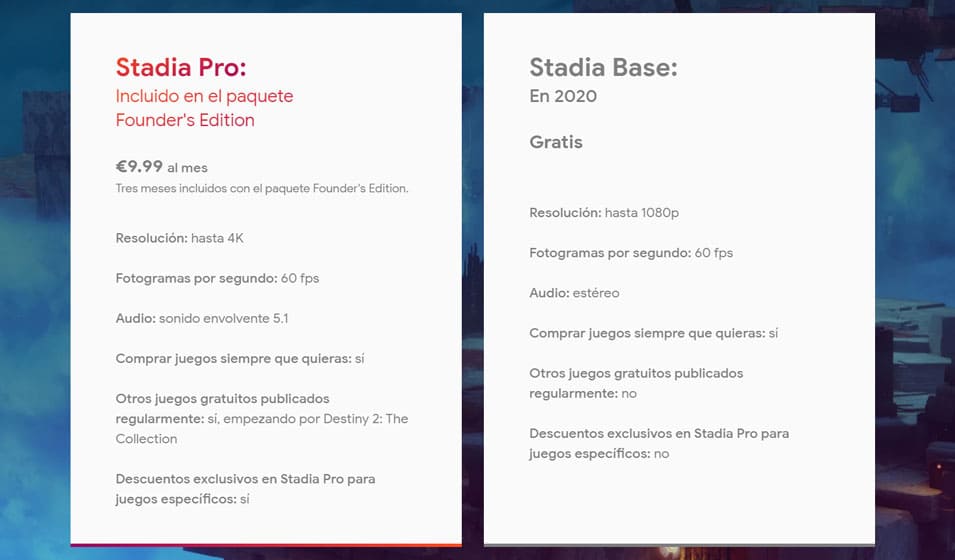 Stadia Pro:
Incluido en el paquete
Founder's Edition
€9.99 al mes
Tres meses incluidos con el paquete Founder's Edition.
Resolución: hasta 4K
Fotogramas por segundo: 60 fps
Audio: sonido envolvente 5.1
Comprar juegos siempre que quieras: sí
Otros juegos gratuitos publicados
regularmente: sí, empezando por Destiny 2: The
Collection
Descuentos exclusivos en Stadia Pro para
juegos específicos: sí
Stadia Base:
En 2020
Gratis
Resolución: hasta 1080p
Fotogramas por segundo: 60 fps
Audio: estéreo
Comprar juegos siempre que quieras: sí
Otros juegos gratuitos publicados
regularmente: no
Descuentos exclusivos en Stadia Pro para
juegos específicos: no